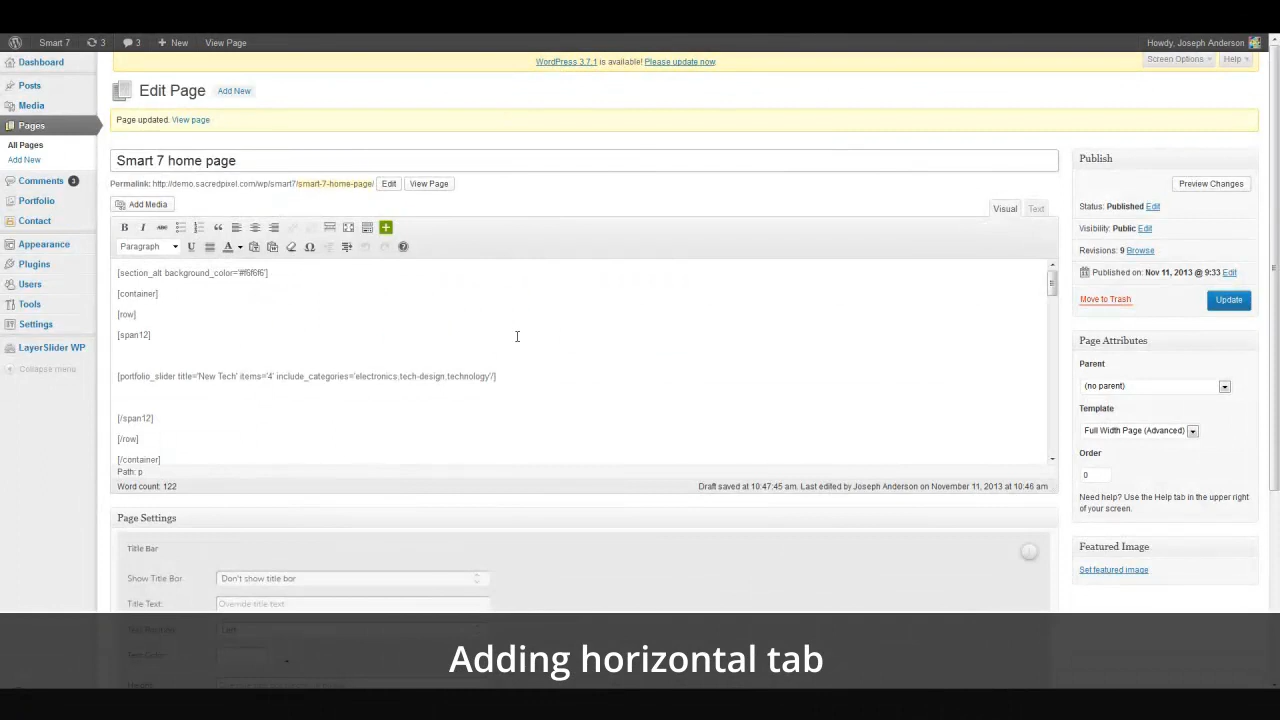 Smart 7 3 3 New View Page Howdy, Joseph Anderson
WordPress 3.7.1 is available! Please update now.
Screen Options Help
Dashboard
Posts
Media
Pages
All Pages
Add New
Comments 3
Portfolio
Contact
Appearance
Plugins
Users
Tools
Settings
LayerSlider WP
Collapse menu
Edit Page Add New
Page updated. View page
Smart 7 home page
Permalink: http://demo.sacredpixel.com/wp/smart7/smart-7-home-page/ Edit View Page
Add Media
Visual Text
B I ABC
Paragraph U A
[section_alt background_color='#f6f6f6']
[container]
[row]
[span12]
[portfolio_slider title='New Tech' items='4' include_categories='electronics,tech-design,technology'/]
[/span12]
[/row]
[/container]
Path: p
Word count: 122 Draft saved at 10:47:45 am. Last edited by Joseph Anderson on November 11, 2013 at 10:46 am
Page Settings
Title Bar
Show Title Bar: Don't show title bar
Title Text: Override title text
Left
Publish
Preview Changes
Status: Published Edit
Visibility: Public Edit
Revisions: 9 Browse
Published on: Nov 11, 2013 @ 9:33 Edit
Move to Trash Update
Page Attributes
Parent
(no parent)
Template
Full Width Page (Advanced)
Order
0
Need help? Use the Help tab in the upper right
of your screen.
Featured Image
Set featured image
Adding horizontal tab